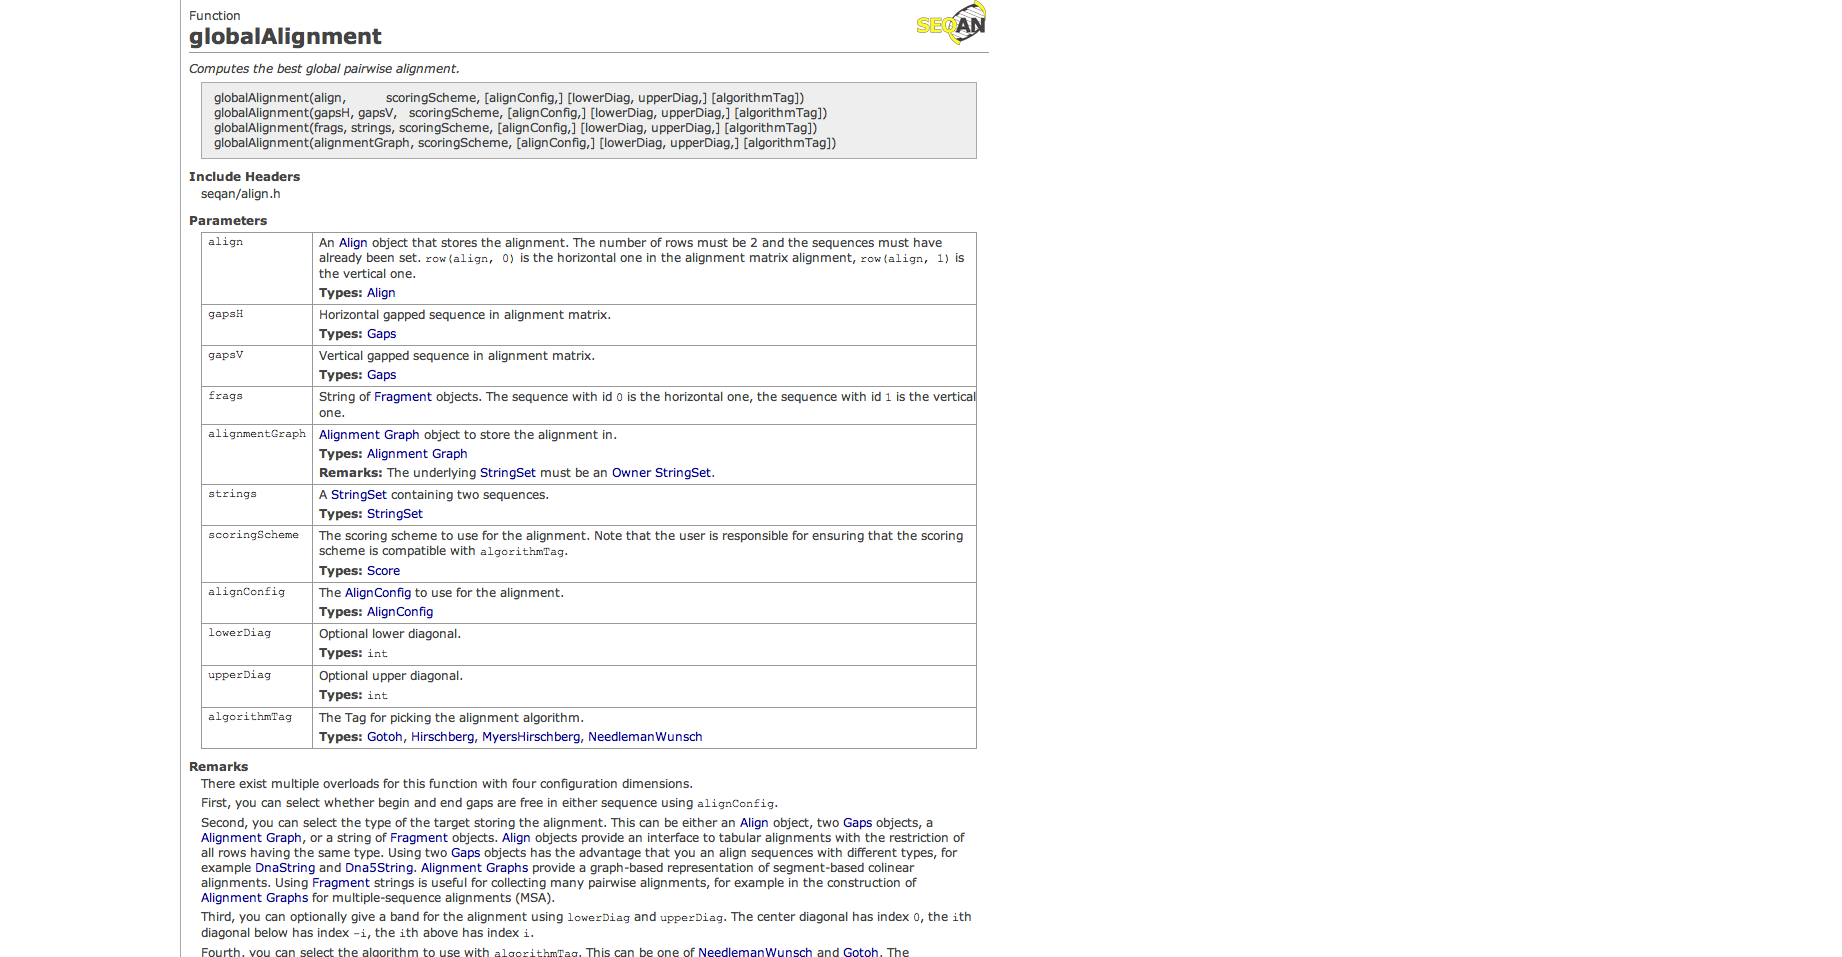 Function
SEQAN
globalAlignment
Computes the best global pairwise alignment.
globalAlignment(align, scoringScheme, [alignConfig,] [lowerDiag, upperDiag,] [algorithmTag])
globalAlignment(gapsH, gapsV, scoringScheme, [alignConfig,] [lowerDiag, upperDiag,] [algorithmTag])
globalAlignment(frags, strings, scoringScheme, [alignConfig,] [lowerDiag, upperDiag,] [algorithmTag])
globalAlignment(alignmentGraph, scoringScheme, [alignConfig,] [lowerDiag, upperDiag,] [algorithmTag])
Include Headers
seqan/align.h
Parameters
align
An Align object that stores the alignment. The number of rows must be 2 and the sequences must have
already been set. row(align, 0) is the horizontal one in the alignment matrix alignment, row(align, 1) is
the vertical one.
Types: Align
gapsH
Horizontal gapped sequence in alignment matrix.
Types: Gaps
gapsV
Vertical gapped sequence in alignment matrix.
Types: Gaps
frags
String of Fragment objects. The sequence with id 0 is the horizontal one, the sequence with id 1 is the vertical
one.
alignmentGraph
Alignment Graph object to store the alignment in.
Types: Alignment Graph
Remarks: The underlying StringSet must be an Owner StringSet.
strings
A StringSet containing two sequences.
Types: StringSet
scoringScheme
The scoring scheme to use for the alignment. Note that the user is responsible for ensuring that the scoring
scheme is compatible with algorithmTag.
Types: Score
alignConfig
The AlignConfig to use for the alignment.
Types: AlignConfig
lowerDiag
Optional lower diagonal.
Types: int
upperDiag
Optional upper diagonal.
Types: int
algorithmTag
The Tag for picking the alignment algorithm.
Types: Gotoh, Hirschberg, MyersHirschberg, NeedlemanWunsch
Remarks
There exist multiple overloads for this function with four configuration dimensions.
First, you can select whether begin and end gaps are free in either sequence using alignConfig.
Second, you can select the type of the target storing the alignment. This can be either an Align object, two Gaps objects, a
Alignment Graph, or a string of Fragment objects. Align objects provide an interface to tabular alignments with the restriction of
all rows having the same type. Using two Gaps objects has the advantage that you an align sequences with different types, for
example DnaString and Dna5String. Alignment Graphs provide a graph-based representation of segment-based colinear
alignments. Using Fragment strings is useful for collecting many pairwise alignments, for example in the construction of
Alignment Graphs for multiple-sequence alignments (MSA).
Third, you can optionally give a band for the alignment using lowerDiag and upperDiag. The center diagonal has index 0, the ith
diagonal below has index -i, the ith above has index i.
Fourth, you can select the algorithm to use with algorithmTag. This can be one of NeedlemanWunsch and Gotoh. The